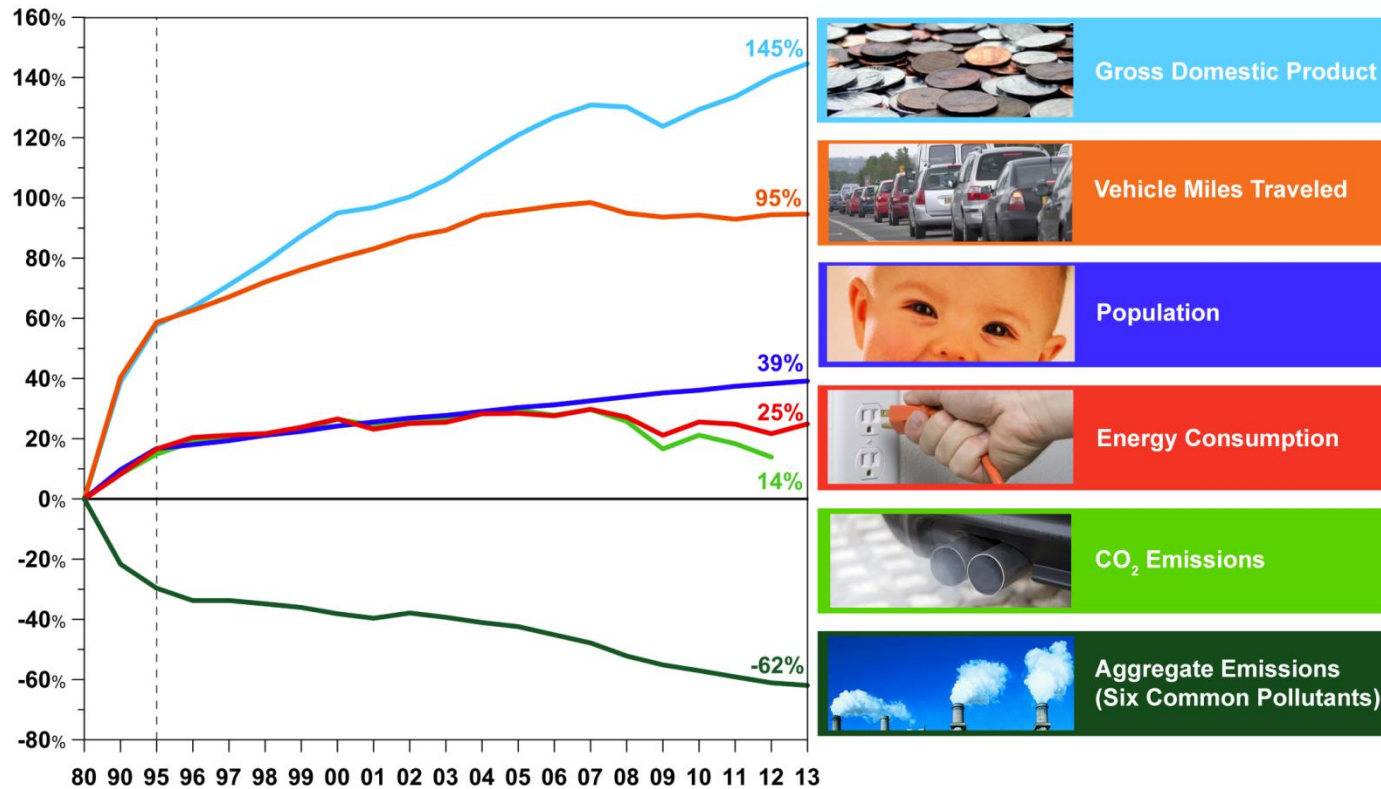 160%
140%
120%
100%
80%
60%
40%
20%
0%
-20%
-40%
-60%
-80%
145%
95%
39%
25%
14%
-62%
80 90 95 96 97 98 99 00 01 02 03 04 05 06 07 08 09 10 11 12 13
Gross Domestic Product
Vehicle Miles Traveled
Population
Energy Consumption
CO₂ Emissions
Aggregate Emissions
(Six Common Pollutants)